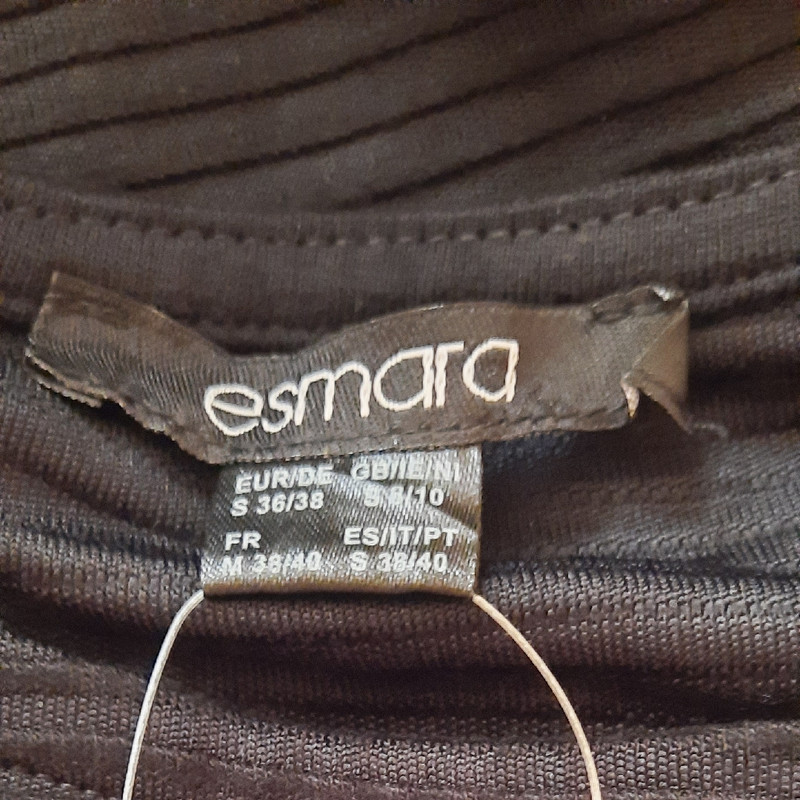 esmara
EUR/DE GB/IE/NI
S 36/38 S 8/10
FR ES/IT/PT
M 38/40 S 38/40